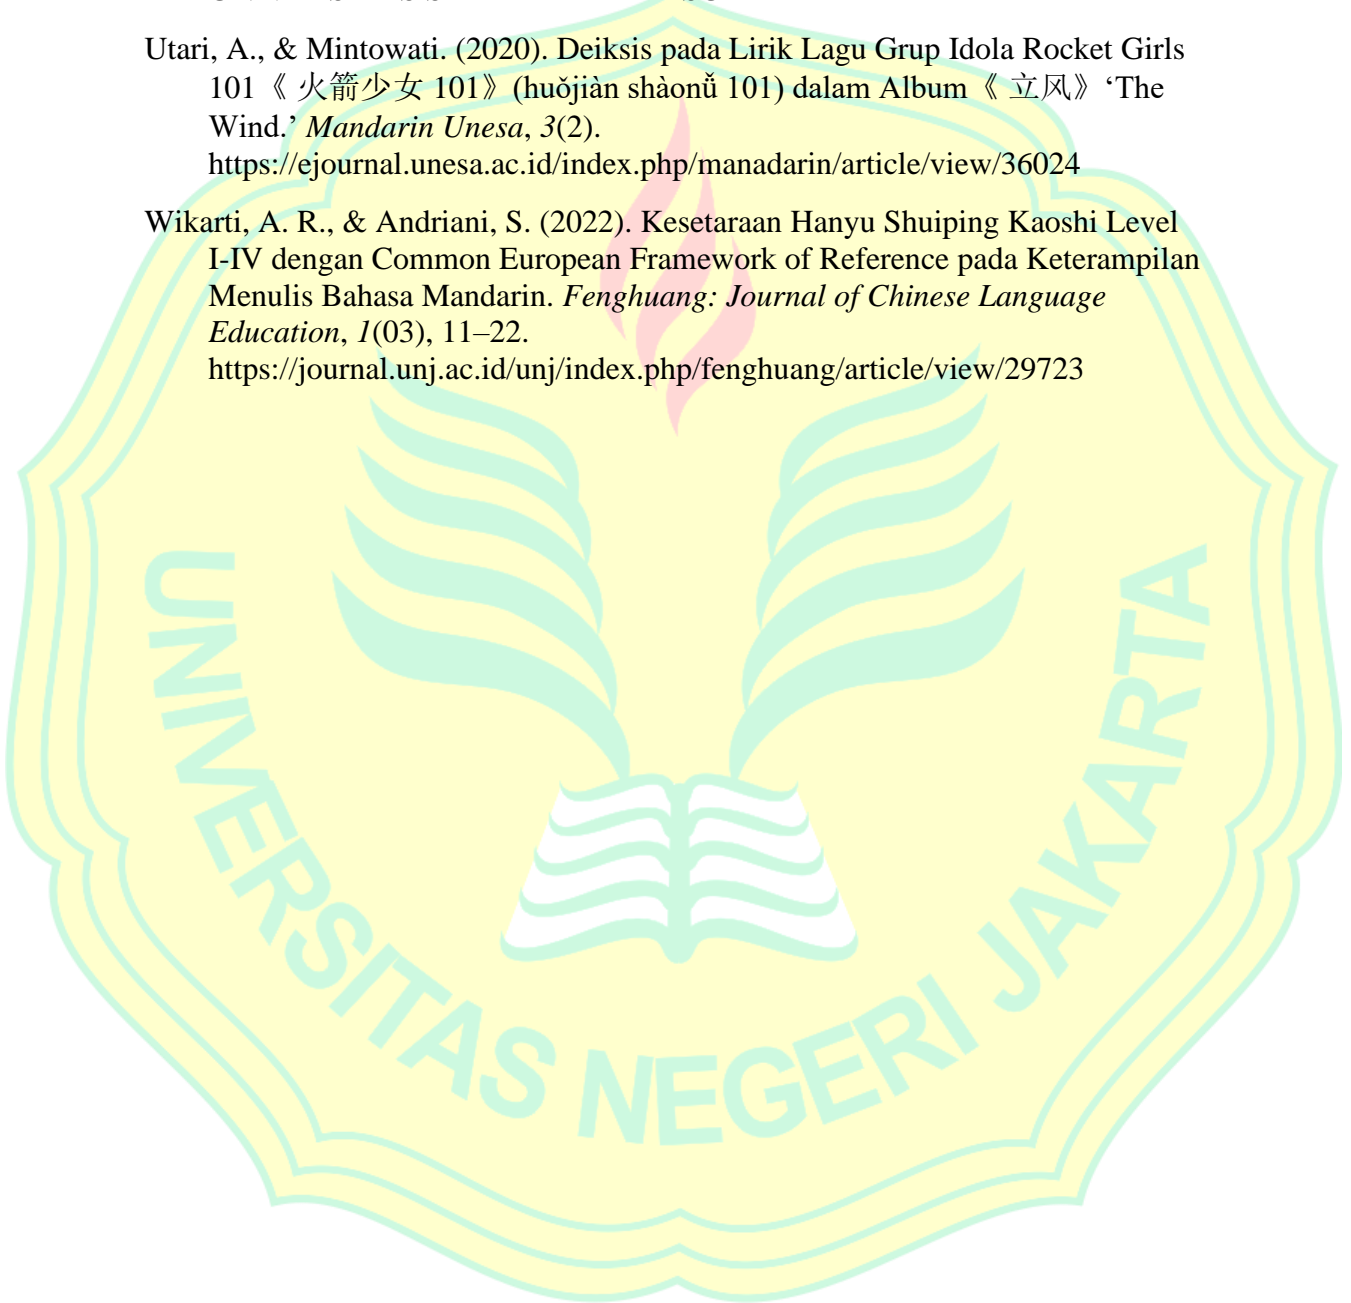 Utari, A., & Mintowati. (2020). Deiksis pada Lirik Lagu Grup Idola Rocket Girls
101《 火箭少女 101》(huǒjiàn shàonǚ 101) dalam Album《 立风》‘The
Wind.’ Mandarin Unesa, 3(2).
https://ejournal.unesa.ac.id/index.php/manadarin/article/view/36024
Wikarti, A. R., & Andriani, S. (2022). Kesetaraan Hanyu Shuiping Kaoshi Level
I-IV dengan Common European Framework of Reference pada Keterampilan
Menulis Bahasa Mandarin. Fenghuang: Journal of Chinese Language
Education, 1(03), 11–22.
https://journal.unj.ac.id/unj/index.php/fenghuang/article/view/29723
UNIVERSITAS NEGERI JAKARTA